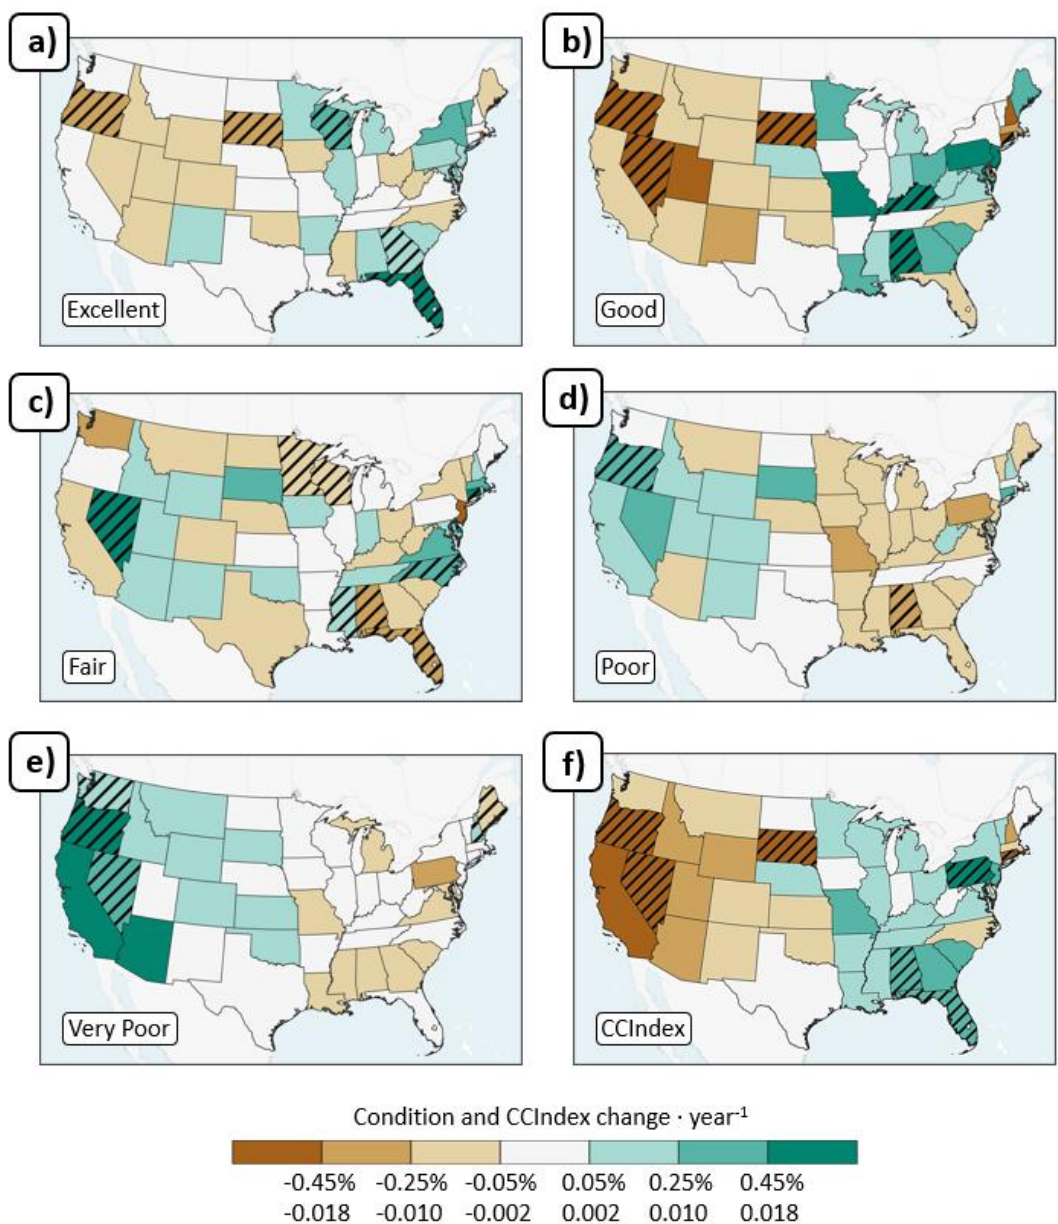 a)
b)
Excellent
Good
c)
d)
Fair
Poor
e)
f)
Very Poor
CCIndex
Condition and CCIndex change · year⁻¹
-0.45% -0.25% -0.05% 0.05% 0.25% 0.45%
-0.018 -0.010 -0.002 0.002 0.010 0.018